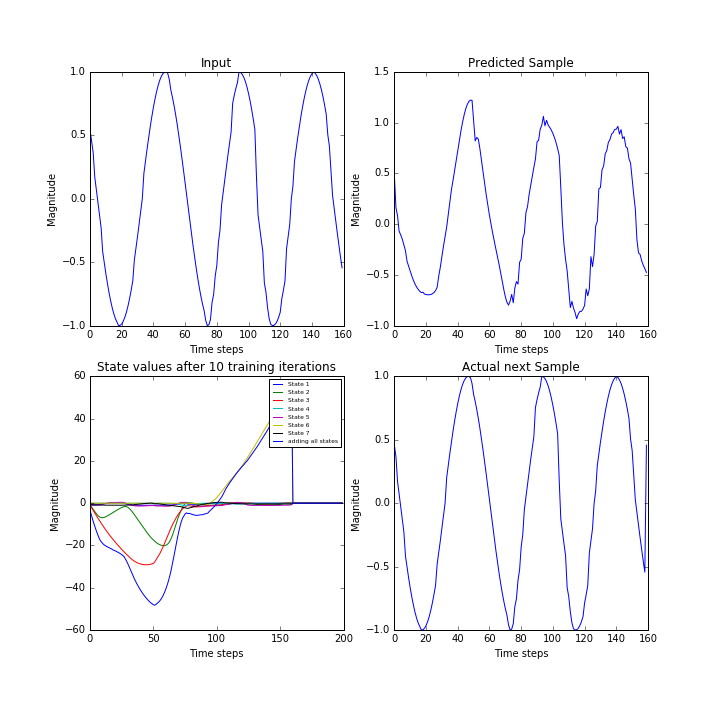 Input
1.0
0.5
0.0
−0.5
−1.0
Magnitude
0 20 40 60 80 100 120 140 160
Time steps
Predicted Sample
1.5
1.0
0.5
0.0
−0.5
−1.0
Magnitude
0 20 40 60 80 100 120 140 160
Time steps
State values after 10 training iterations
60
40
20
0
−20
−40
−60
Magnitude
State 1
State 2
State 3
State 4
State 5
State 6
State 7
adding all states
0 50 100 150 200
Time steps
Actual next Sample
1.0
0.5
0.0
−0.5
−1.0
Magnitude
0 20 40 60 80 100 120 140 160
Time steps